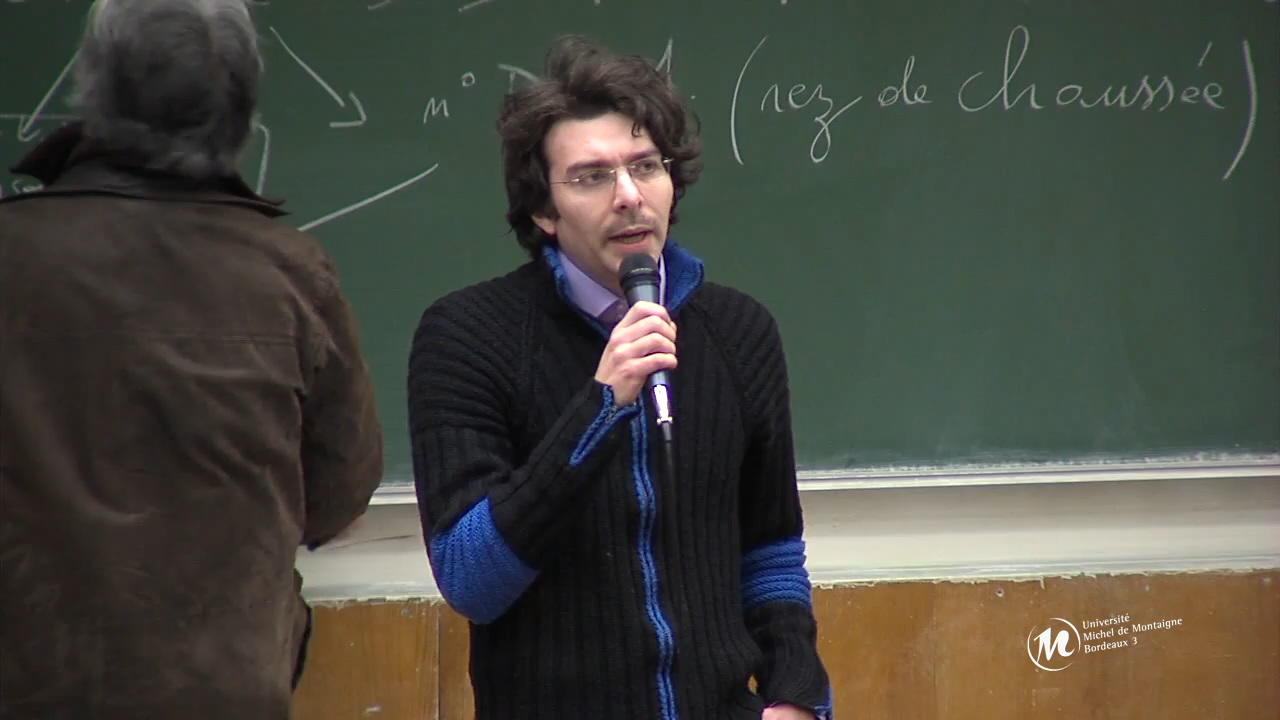 n° (rez de chaussée)
Université
Michel de Montaigne
Bordeaux 3